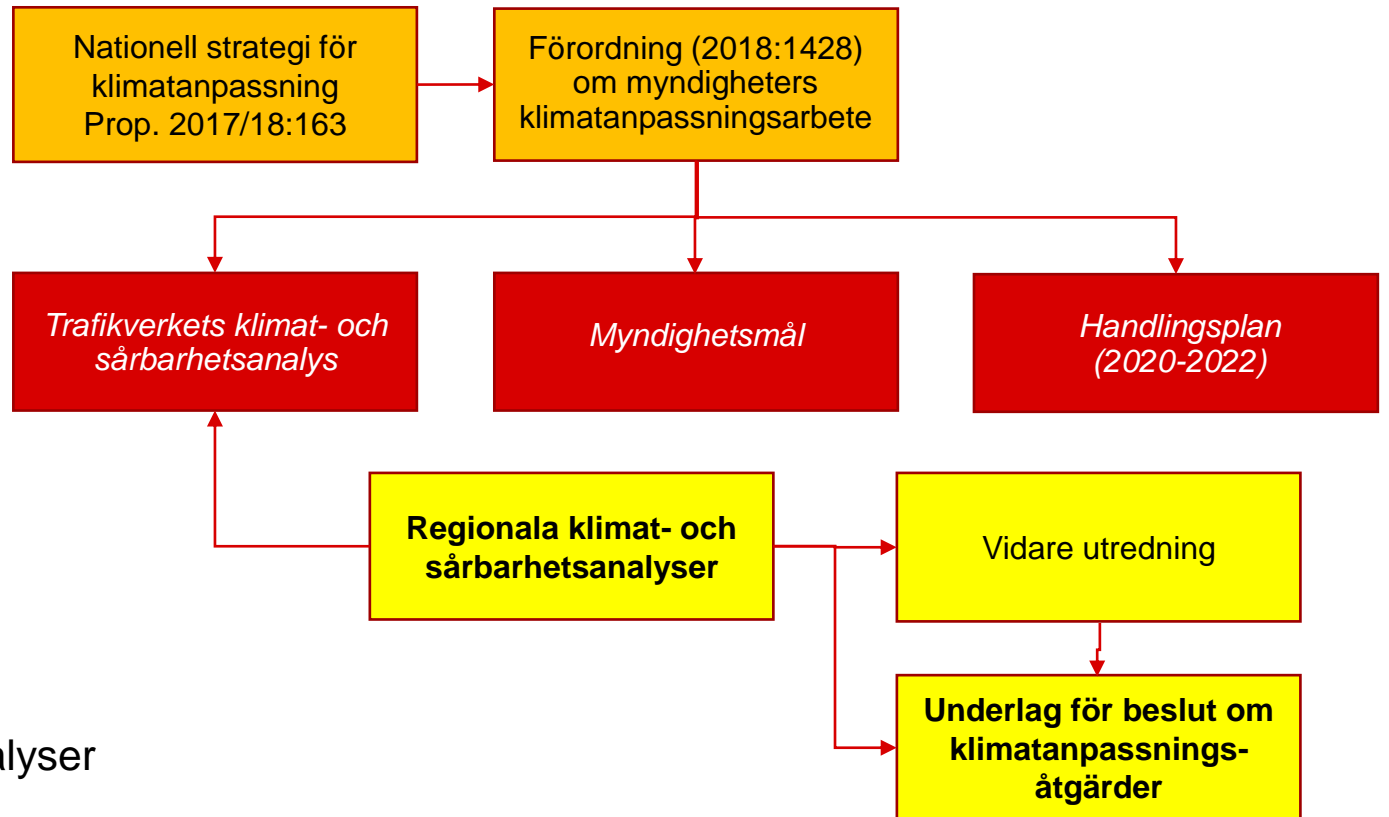 Nationell strategi för
klimatanpassning
Prop. 2017/18:163
Förordning (2018:1428)
om myndigheters
klimatanpassningsarbete
Trafikverkets klimat- och
sårbarhetsanalys
Myndighetsmål
Handlingsplan
(2020-2022)
Regionala klimat- och
sårbarhetsanalyser
Vidare utredning
Underlag för beslut om
klimatanpassnings-
åtgärder
alyser